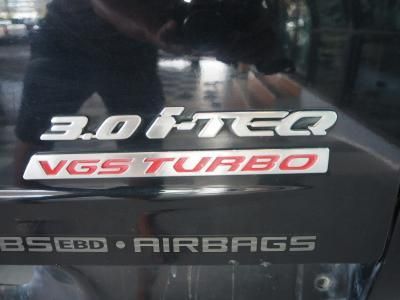 3.0 i-TEQ
VGS TURBO
BS EBD • AIRBAGS